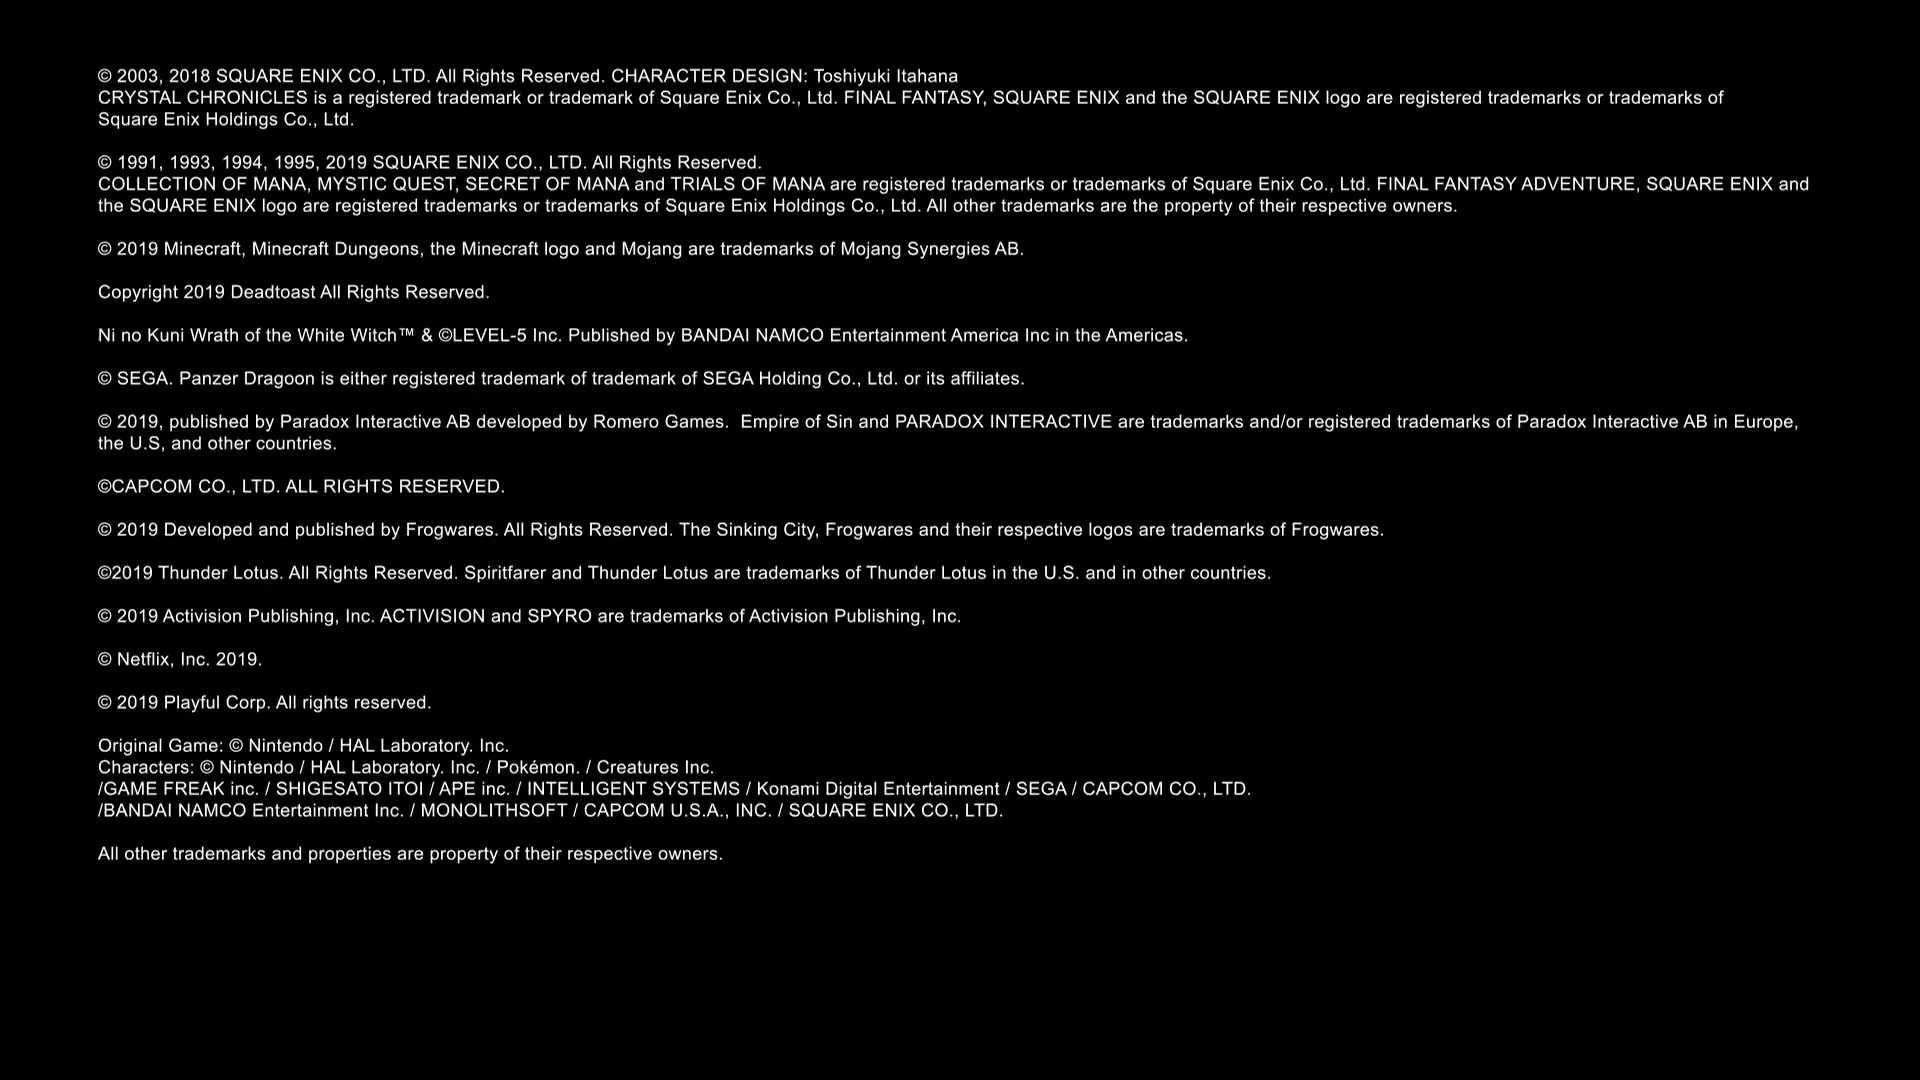 © 2003, 2018 SQUARE ENIX CO., LTD. All Rights Reserved. CHARACTER DESIGN: Toshiyuki Itahana
CRYSTAL CHRONICLES is a registered trademark or trademark of Square Enix Co., Ltd. FINAL FANTASY, SQUARE ENIX and the SQUARE ENIX logo are registered trademarks or trademarks of
Square Enix Holdings Co., Ltd.
© 1991, 1993, 1994, 1995, 2019 SQUARE ENIX CO., LTD. All Rights Reserved.
COLLECTION OF MANA, MYSTIC QUEST, SECRET OF MANA and TRIALS OF MANA are registered trademarks or trademarks of Square Enix Co., Ltd. FINAL FANTASY ADVENTURE, SQUARE ENIX and
the SQUARE ENIX logo are registered trademarks or trademarks of Square Enix Holdings Co., Ltd. All other trademarks are the property of their respective owners.
© 2019 Minecraft, Minecraft Dungeons, the Minecraft logo and Mojang are trademarks of Mojang Synergies AB.
Copyright 2019 Deadtoast All Rights Reserved.
Ni no Kuni Wrath of the White Witch™ & ©LEVEL-5 Inc. Published by BANDAI NAMCO Entertainment America Inc in the Americas.
© SEGA. Panzer Dragoon is either registered trademark of trademark of SEGA Holding Co., Ltd. or its affiliates.
© 2019, published by Paradox Interactive AB developed by Romero Games.  Empire of Sin and PARADOX INTERACTIVE are trademarks and/or registered trademarks of Paradox Interactive AB in Europe,
the U.S, and other countries.
©CAPCOM CO., LTD. ALL RIGHTS RESERVED.
© 2019 Developed and published by Frogwares. All Rights Reserved. The Sinking City, Frogwares and their respective logos are trademarks of Frogwares.
©2019 Thunder Lotus. All Rights Reserved. Spiritfarer and Thunder Lotus are trademarks of Thunder Lotus in the U.S. and in other countries.
© 2019 Activision Publishing, Inc. ACTIVISION and SPYRO are trademarks of Activision Publishing, Inc.
© Netflix, Inc. 2019.
© 2019 Playful Corp. All rights reserved.
Original Game: © Nintendo / HAL Laboratory. Inc.
Characters: © Nintendo / HAL Laboratory. Inc. / Pokémon. / Creatures Inc.
/GAME FREAK inc. / SHIGESATO ITOI / APE inc. / INTELLIGENT SYSTEMS / Konami Digital Entertainment / SEGA / CAPCOM CO., LTD.
/BANDAI NAMCO Entertainment Inc. / MONOLITHSOFT / CAPCOM U.S.A., INC. / SQUARE ENIX CO., LTD.
All other trademarks and properties are property of their respective owners.